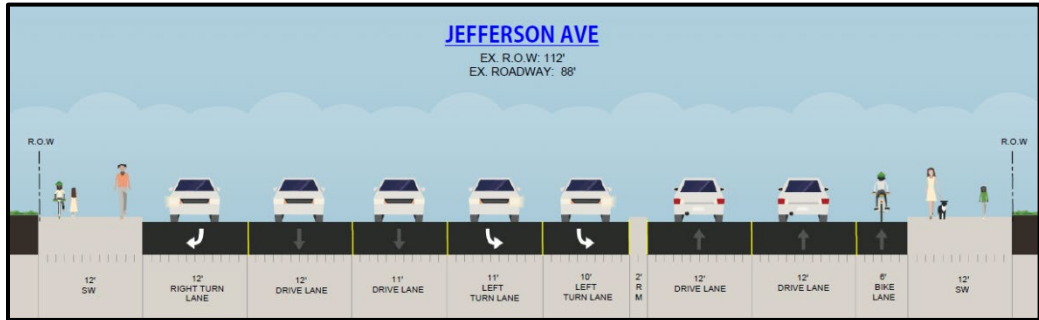 JEFFERSON AVE
EX. R.O.W: 112'
EX. ROADWAY: 88'
R.O.W
R.O.W
12'
SW
12'
RIGHT TURN
LANE
12'
DRIVE LANE
11'
DRIVE LANE
11'
LEFT
TURN LANE
10'
LEFT
TURN LANE
2'
R
M
12'
DRIVE LANE
12'
DRIVE LANE
6'
BIKE
LANE
12'
SW